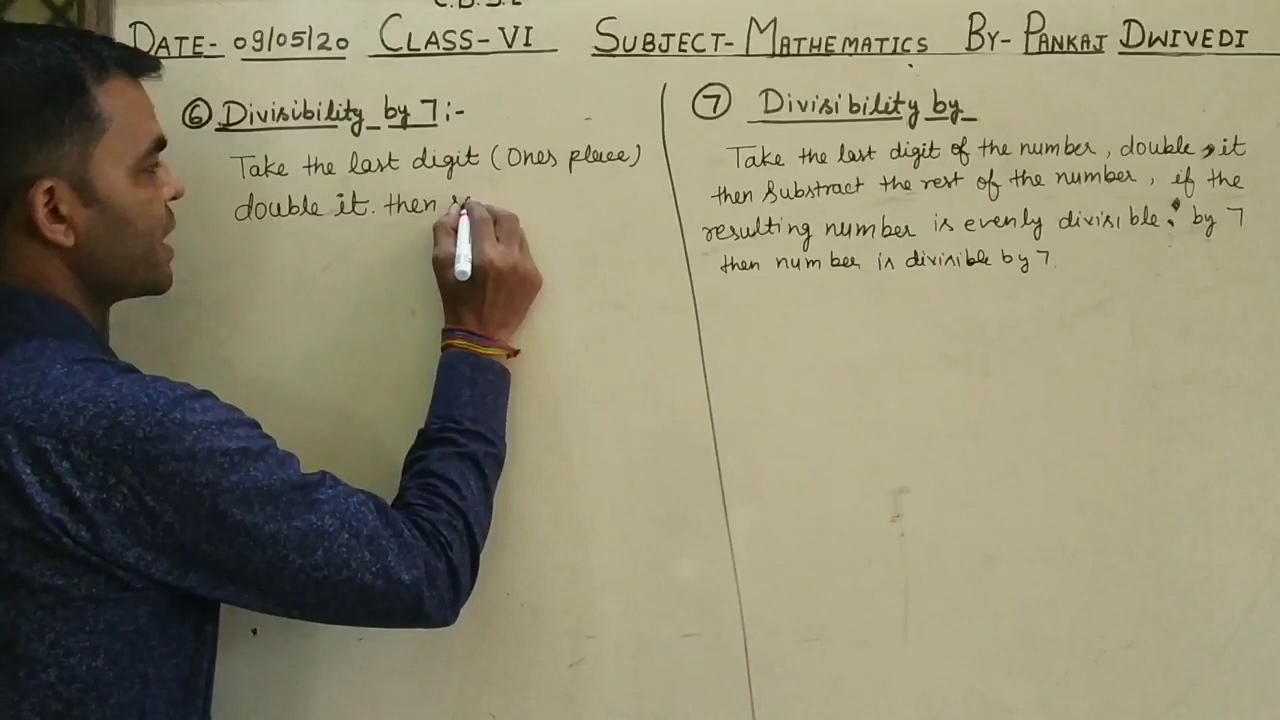 C.B.S.E
DATE- 09/05/20 CLASS-VI SUBJECT- MATHEMATICS BY- PANKAJ DWIVEDI
⑥ Divisibility by 7:-
Take the last digit (Ones place)
double it. then
⑦ Divisibility by
Take the last digit of the number, double, it
then Substract the rest of the number, if the
resulting number is evenly divisible. by 7
then number is divisible by 7.